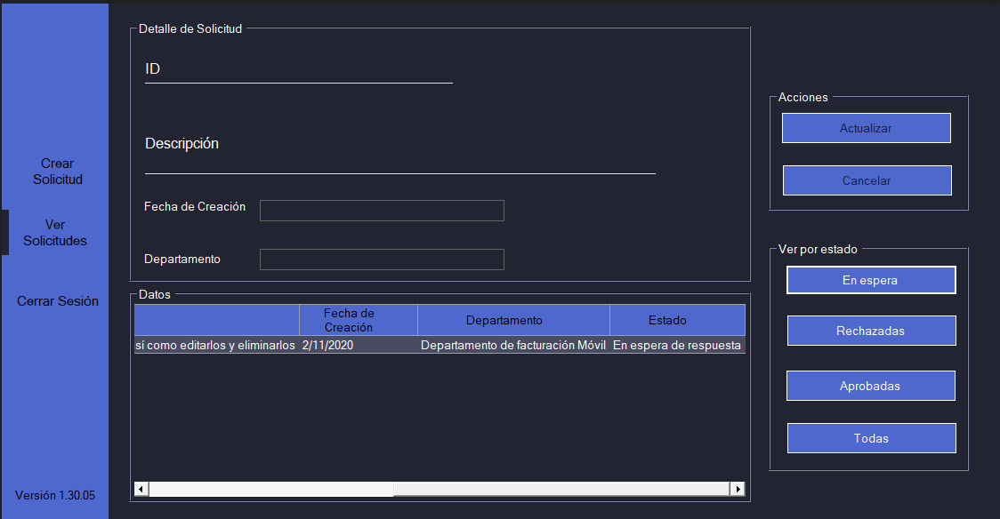 Crear
Solicitud
Ver
Solicitudes
Cerrar Sesión
Versión 1.30.05
Detalle de Solicitud
ID
Descripción
Fecha de Creación
Departamento
Datos
Fecha de
Creación
Departamento
Estado
sí como editarlos y eliminarlos
2/11/2020
Departamento de facturación Móvil
En espera de respuesta
Acciones
Actualizar
Cancelar
Ver por estado
En espera
Rechazadas
Aprobadas
Todas